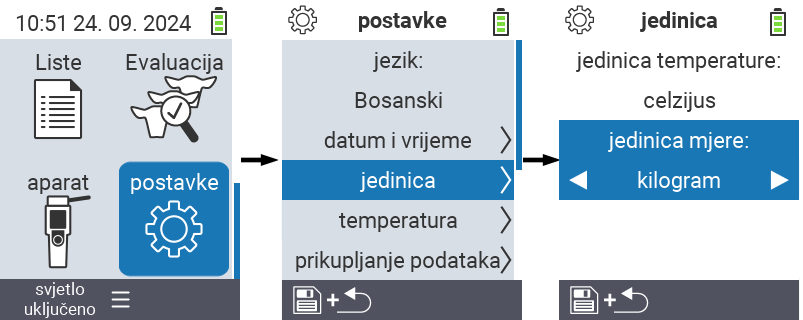 10:51 24. 09. 2024
Liste
Evaluacija
aparat
postavke
svjetlo
uključeno
postavke
jezik:
Bosanski
datum i vrijeme
jedinica
temperatura
prikupljanje podataka
+
jedinica
jedinica temperature:
celzijus
jedinica mjere:
kilogram
+